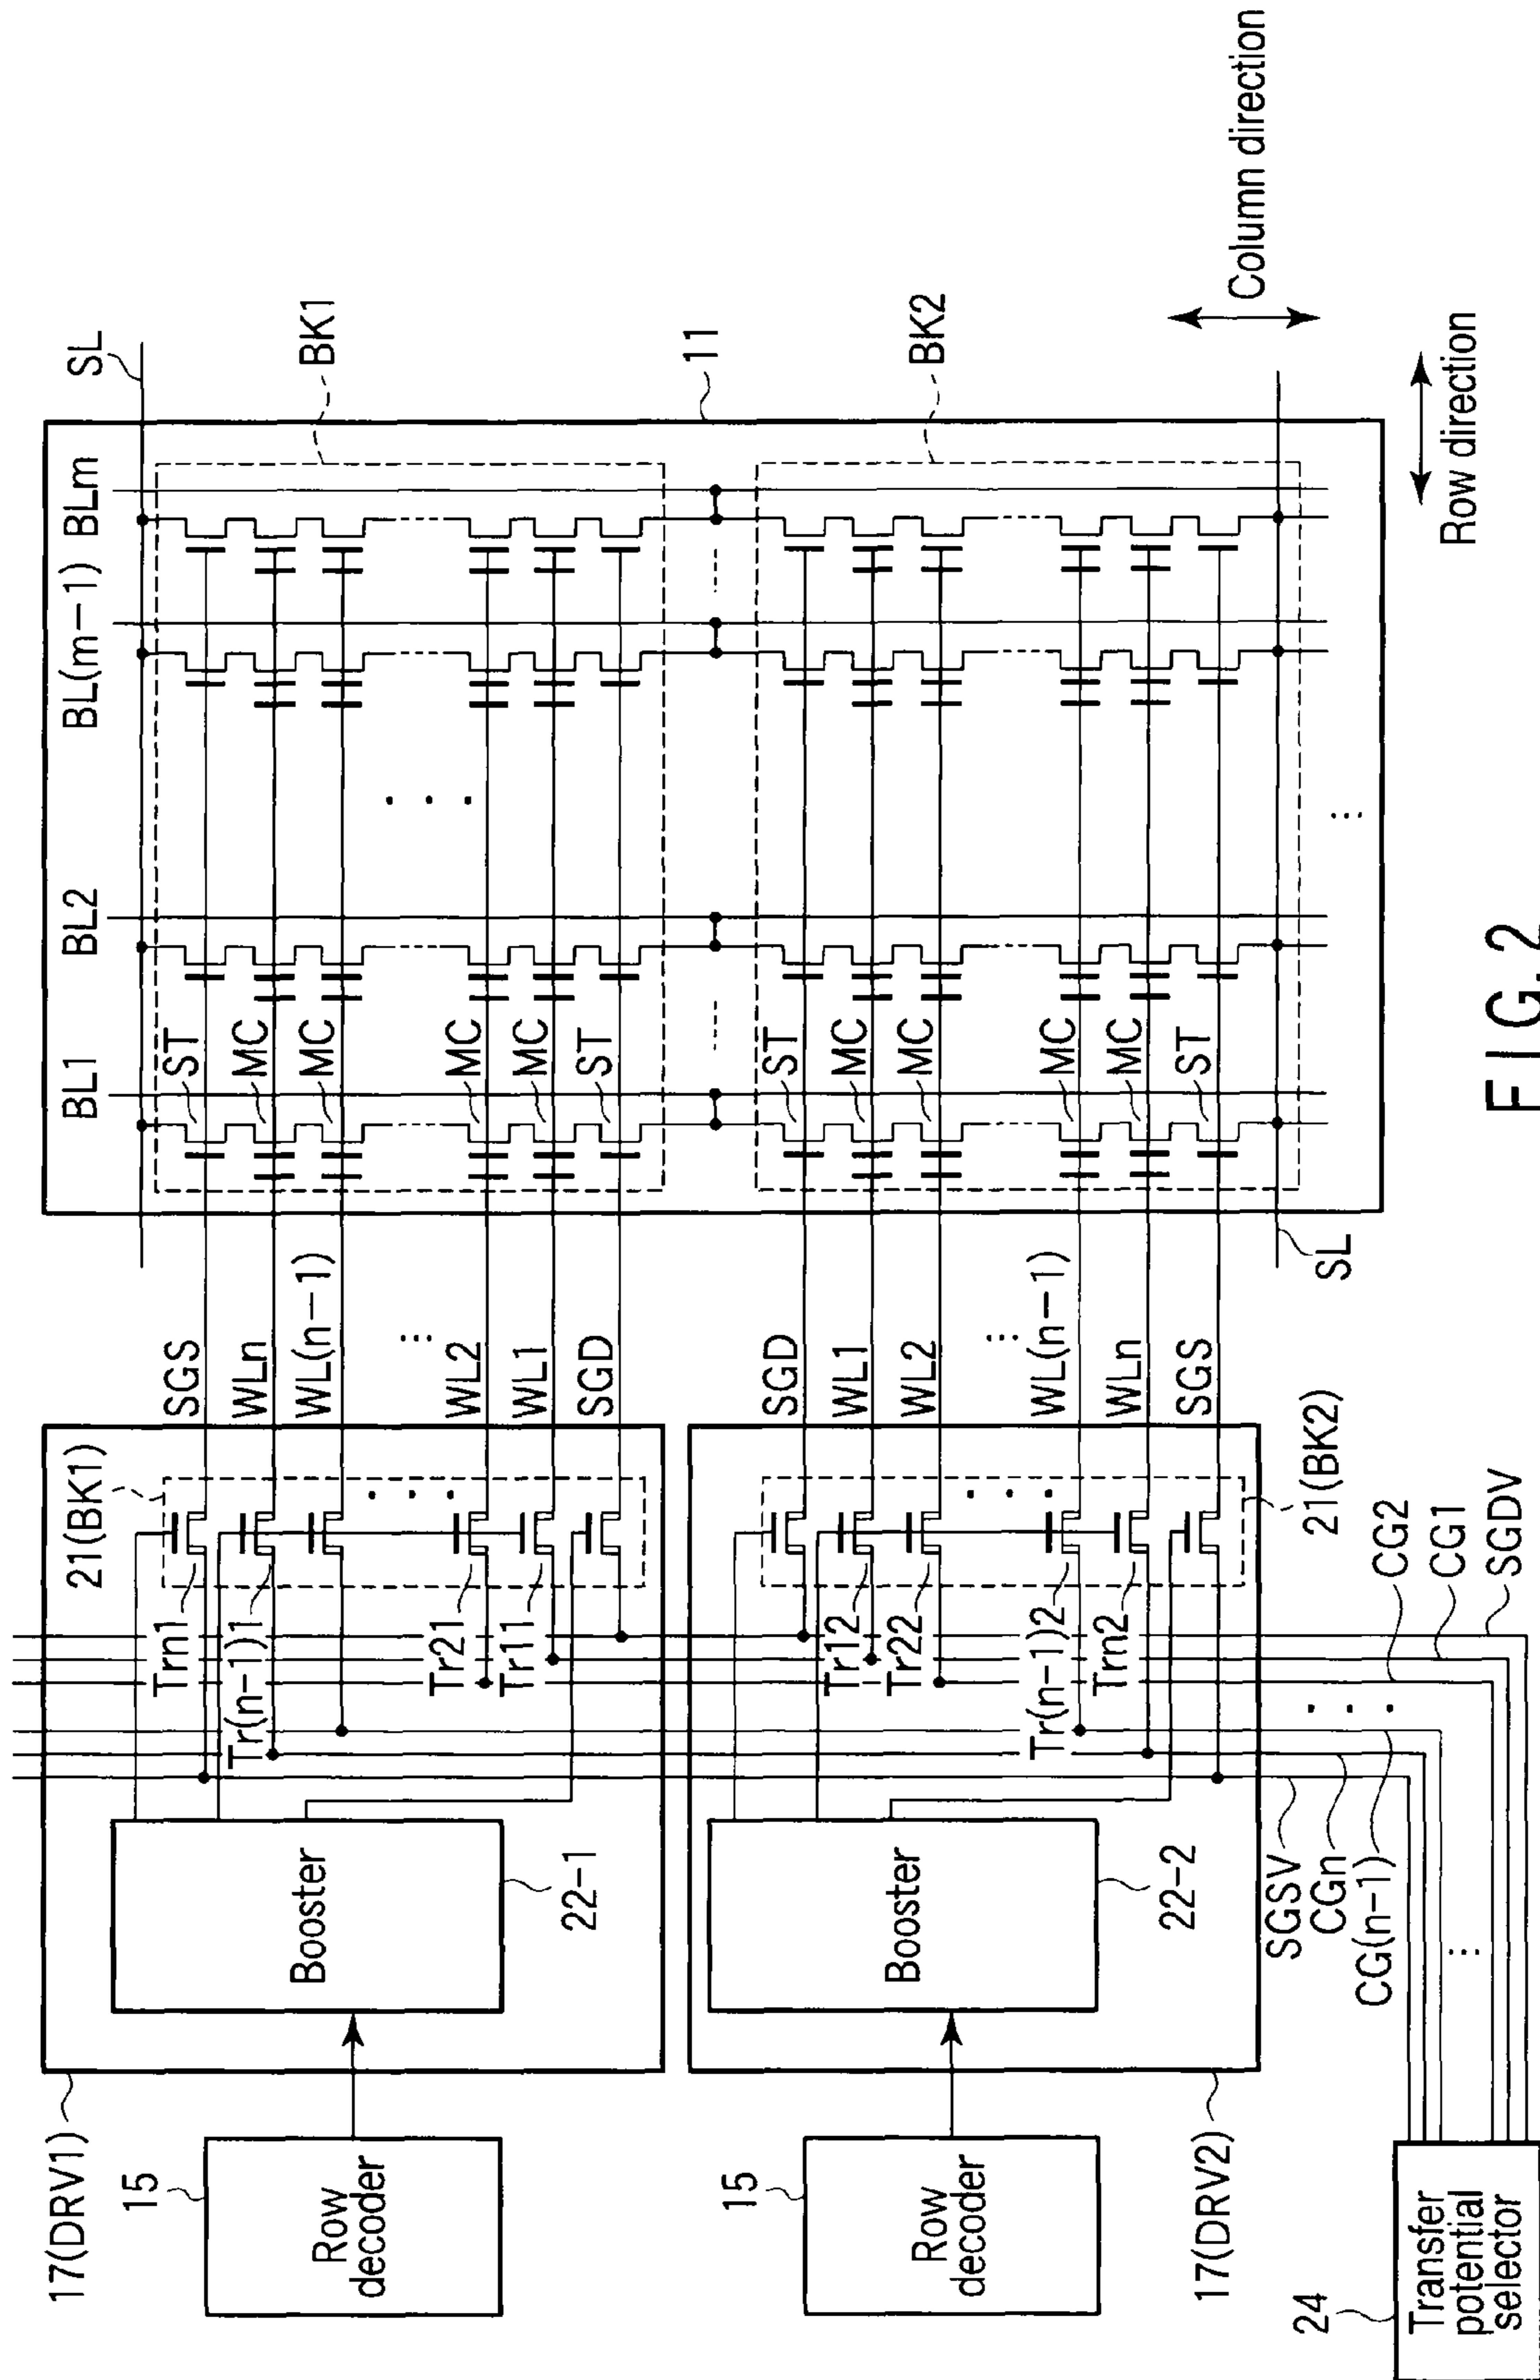 17(DRV1)
15
Row
decoder
Booster
22-1
21(BK1)
Trn1
Tr(n-1)1
Tr21
Tr11
SGS
WLn
WL(n-1)
⋮
WL2
WL1
SGD
SL
BL1
BL2
BL(m-1)
BLm
ST
MC
MC
MC
MC
ST
BK1
11
17(DRV2)
15
Row
decoder
Booster
22-2
21(BK2)
Tr12
Tr22
Tr(n-1)2
Trn2
SGD
WL1
WL2
⋮
WL(n-1)
WLn
SGS
ST
MC
MC
MC
MC
ST
BK2
SL
24
Transfer
potential
selector
SGSV
CGn
CG(n-1)
⋮
CG2
CG1
SGDV
Column direction
Row direction
FIG. 2